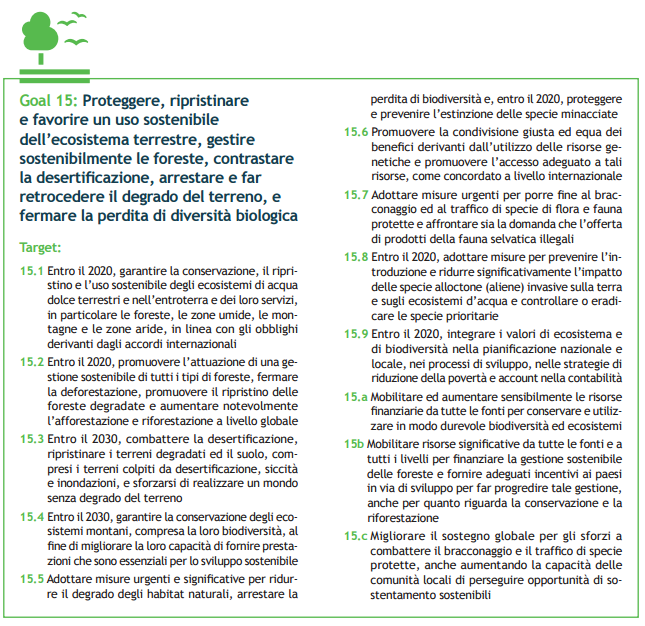 Goal 15: Proteggere, ripristinare
e favorire un uso sostenibile
dell'ecosistema terrestre, gestire
sostenibilmente le foreste, contrastare
la desertificazione, arrestare e far
retrocedere il degrado del terreno, e
fermare la perdita di diversità biologica
Target:
15.1 Entro il 2020, garantire la conservazione, il ripri-
stino e l'uso sostenibile degli ecosistemi di acqua
dolce terrestri e nell'entroterra e dei loro servizi,
in particolare le foreste, le zone umide, le mon-
tagne e le zone aride, in linea con gli obblighi
derivanti dagli accordi internazionali
15.2 Entro il 2020, promuovere l'attuazione di una ge-
stione sostenibile di tutti i tipi di foreste, fermare
la deforestazione, promuovere il ripristino delle
foreste degradate e aumentare notevolmente
l'afforestazione e riforestazione a livello globale
15.3 Entro il 2030, combattere la desertificazione,
ripristinare i terreni degradati ed il suolo, com-
presi i terreni colpiti da desertificazione, siccità
e inondazioni, e sforzarsi di realizzare un mondo
senza degrado del terreno
15.4 Entro il 2030, garantire la conservazione degli eco-
sistemi montani, compresa la loro biodiversità, al
fine di migliorare la loro capacità di fornire presta-
zioni che sono essenziali per lo sviluppo sostenibile
15.5 Adottare misure urgenti e significative per ridur-
re il degrado degli habitat naturali, arrestare la
perdita di biodiversità e, entro il 2020, proteggere
e prevenire l'estinzione delle specie minacciate
15.6 Promuovere la condivisione giusta ed equa dei
benefici derivanti dall'utilizzo delle risorse ge-
netiche e promuovere l'accesso adeguato a tali
risorse, come concordato a livello internazionale
15.7 Adottare misure urgenti per porre fine al brac-
conaggio ed al traffico di specie di flora e fauna
protette e affrontare sia la domanda che l'offerta
di prodotti della fauna selvatica illegali
15.8 Entro il 2020, adottare misure per prevenire l'in-
troduzione e ridurre significativamente l'impatto
delle specie alloctone (aliene) invasive sulla terra
e sugli ecosistemi d'acqua e controllare o eradi-
care le specie prioritarie
15.9 Entro il 2020, integrare i valori di ecosistema e
di biodiversità nella pianificazione nazionale e
locale, nei processi di sviluppo, nelle strategie di
riduzione della povertà e account nella contabilità
15.a Mobilitare ed aumentare sensibilmente le risorse
finanziarie da tutte le fonti per conservare e utiliz-
zare in modo durevole biodiversità ed ecosistemi
15b Mobilitare risorse significative da tutte le fonti e a
tutti i livelli per finanziare la gestione sostenibile
delle foreste e fornire adeguati incentivi ai paesi
in via di sviluppo per far progredire tale gestione,
anche per quanto riguarda la conservazione e la
riforestazione
15.c Migliorare il sostegno globale per gli sforzi a
combattere il bracconaggio e il traffico di specie
protette, anche aumentando la capacità delle
comunità locali di perseguire opportunità di so-
stentamento sostenibili